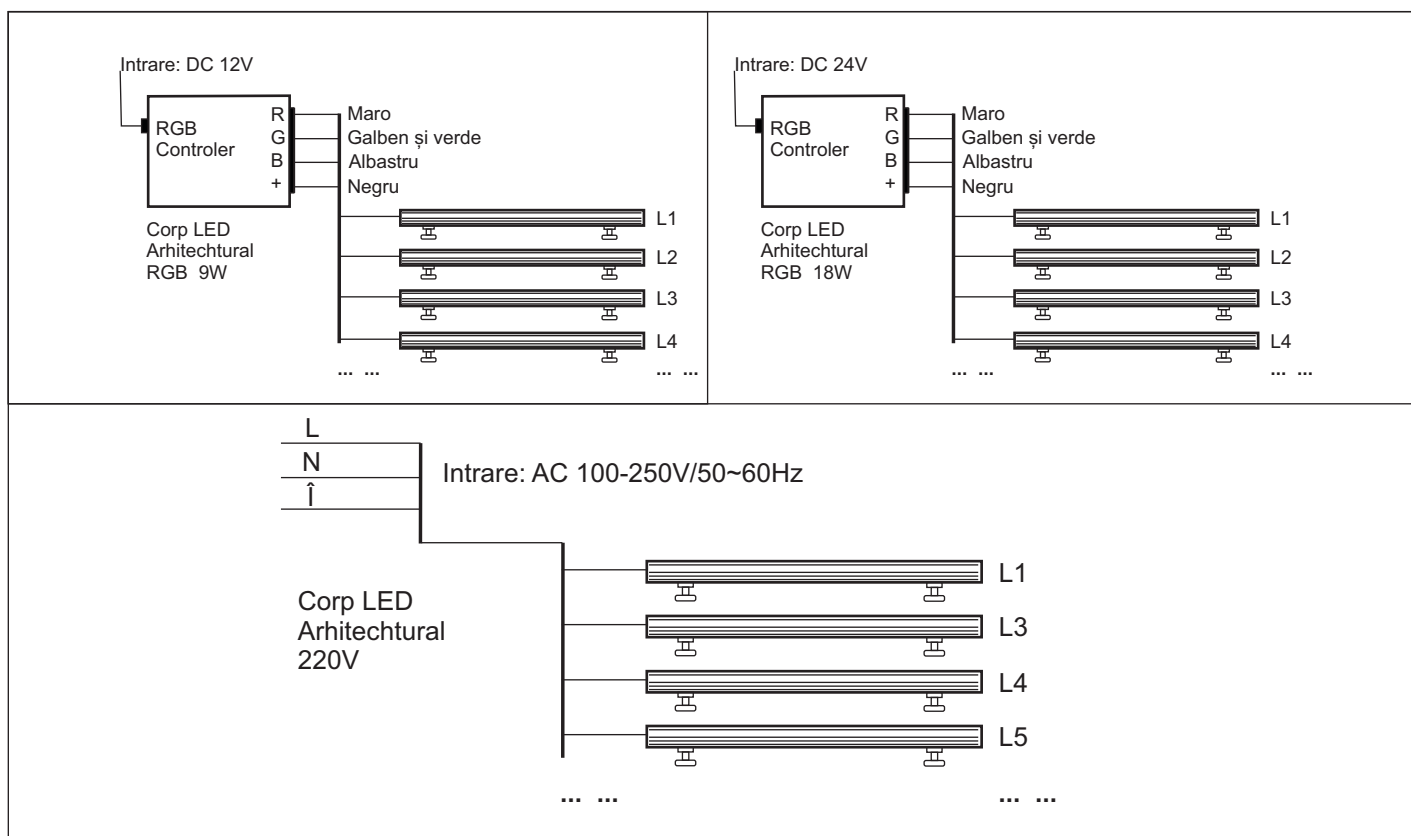 Intrare: DC 12V
RGB
Controler
R
G
B
+
Maro
Galben și verde
Albastru
Negru
Corp LED
Arhitechtural
RGB 9W
L1
L2
L3
L4
... ...
... ...
Intrare: DC 24V
RGB
Controler
R
G
B
+
Maro
Galben și verde
Albastru
Negru
Corp LED
Arhitechtural
RGB 18W
L1
L2
L3
L4
... ...
... ...
L
N
Î
Intrare: AC 100-250V/50~60Hz
Corp LED
Arhitechtural
220V
L1
L3
L4
L5
... ...
... ...